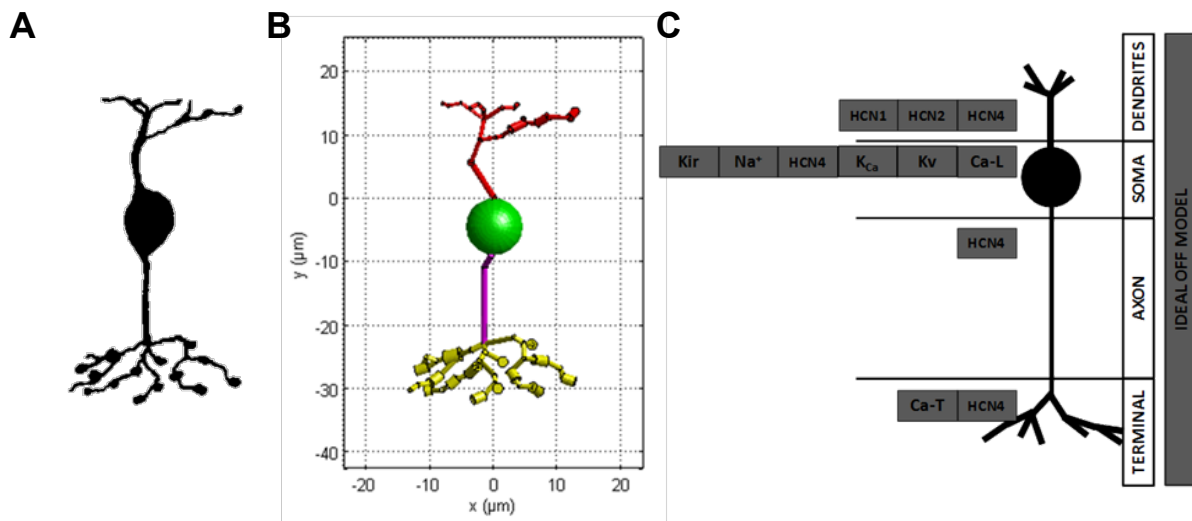 A
B
C
20
10
0
-10
-20
-30
-40
y (µm)
-20
-10
0
10
20
x (µm)
HCN1 HCN2 HCN4
Kir Na⁺ HCN4 K_Ca Kv Ca-L
HCN4
Ca-T HCN4
DENDRITES
SOMA
AXON
TERMINAL
IDEAL OFF MODEL